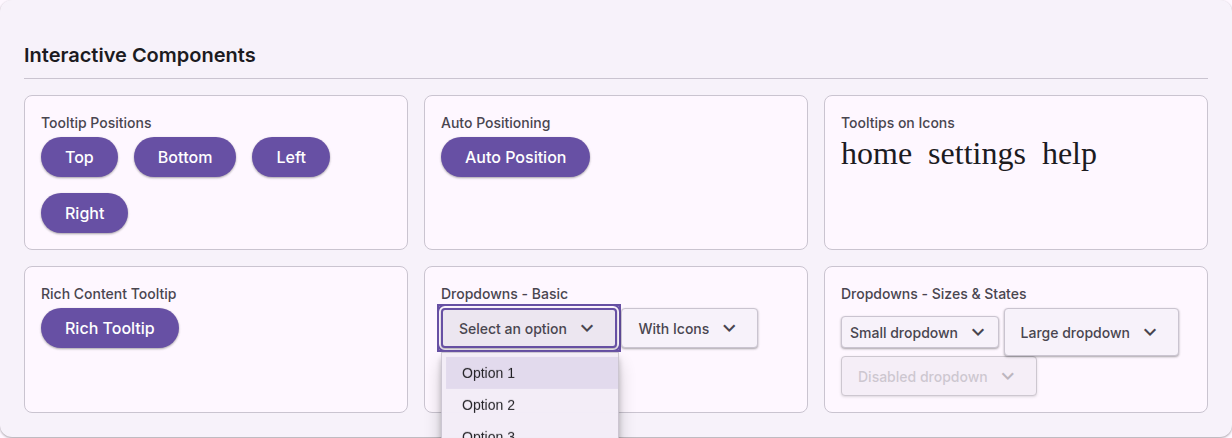 Interactive Components
Tooltip Positions
Top
Bottom
Left
Right
Auto Positioning
Auto Position
Tooltips on Icons
home settings help
Rich Content Tooltip
Rich Tooltip
Dropdowns - Basic
Select an option
With Icons
Option 1
Option 2
Option 3
Dropdowns - Sizes & States
Small dropdown
Large dropdown
Disabled dropdown